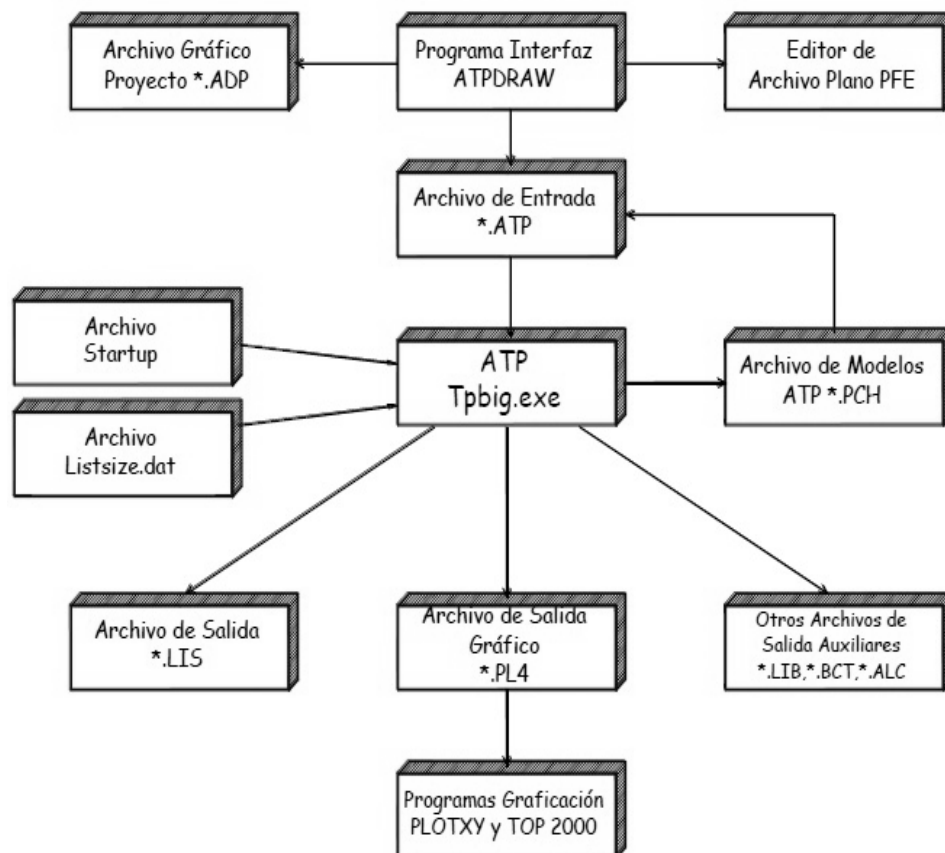 Archivo Gráfico
Proyecto *.ADP
Programa Interfaz
ATPDRAW
Editor de
Archivo Plano PFE
Archivo de Entrada
*.ATP
Archivo
Startup
ATP
Tpbig.exe
Archivo de Modelos
ATP *.PCH
Archivo
Listsize.dat
Archivo de Salida
*.LIS
Archivo de Salida
Gráfico
*.PL4
Otros Archivos de
Salida Auxiliares
*.LIB,*.BCT,*.ALC
Programas Graficación
PLOTXY y TOP 2000